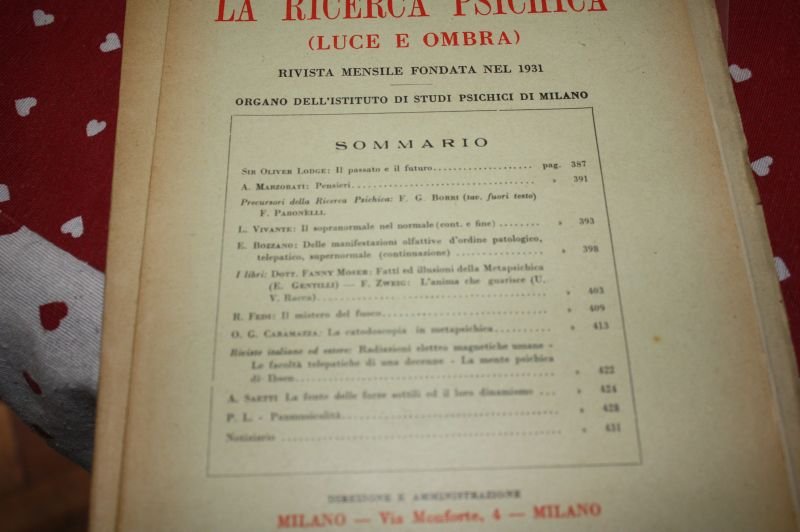 LA RICERCA PSICHICA
(LUCE E OMBRA)
RIVISTA MENSILE FONDATA NEL 1931
ORGANO DELL'ISTITUTO DI STUDI PSICHICI DI MILANO
SOMMARIO
SIR OLIVER LODGE: Il passato e il futuro................... pag. 387
A. MARZORATI: Pensieri................................ » 391
Precursori della Ricerca Psichica: F. G. BORRI (tav. fuori testo)
F. PARONELLI.
L. VIVANTE: Il sopranormale nel normale (cont. e fine) ........ » 393
E. BOZZANO: Delle manifestazioni olfattive d'ordine patologico,
telepatico, supernormale (continuazione) ................ » 398
I libri: DOTT. FANNY MOSER: Fatti ed illusioni della Metapsichica
(E. GENTILLI) — F. ZWEIG: L'anima che guarisce (U.
V. Rocca)........................................ » 403
R. FEDI: Il mistero del fuoco............................ » 409
O. G. CARAMAZZA: La catodoscopia in metapsichica.......... » 413
Riviste italiane ed estere: Radiazioni elettro magnetiche umane -
Le facoltà telepatiche di una decenne - La mente psichica
di Ibsen.......................................... » 422
A. SAETTI La fonte delle forze sottili ed il loro dinamismo ... » 424
P. L. - Panmusicalità................................ » 428
Notiziario ........................................ » 431
DIREZIONE E AMMINISTRAZIONE
MILANO — Via Monforte, 4 — MILANO